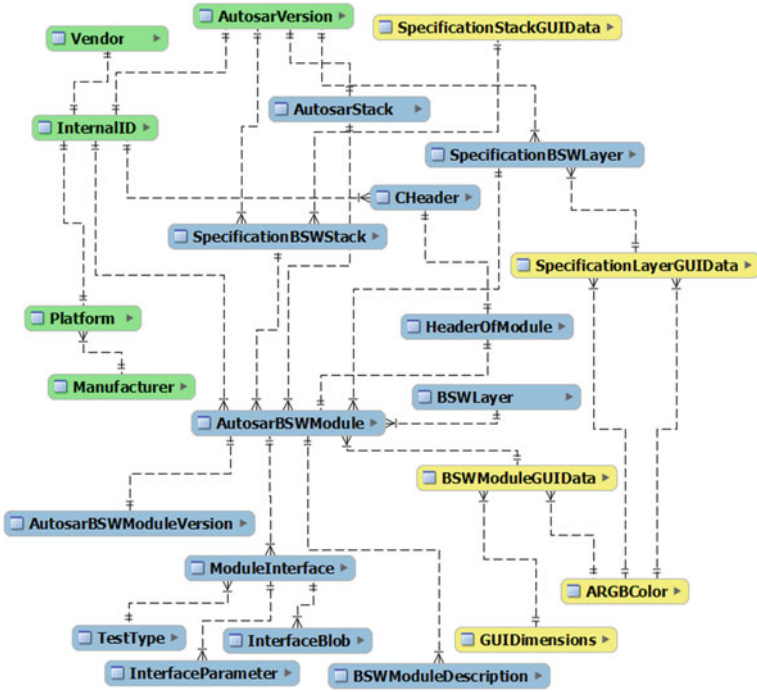 AutosarVersion
SpecificationStackGUIData
Vendor
AutosarStack
InternalID
SpecificationBSWLayer
CHeader
SpecificationBSWStack
SpecificationLayerGUIData
Platform
HeaderOfModule
Manufacturer
BSWLayer
AutosarBSWModule
BSWModuleGUIData
AutosarBSWModuleVersion
ModuleInterface
ARGBColor
TestType
InterfaceBlob
GUIDimensions
InterfaceParameter
BSWModuleDescription